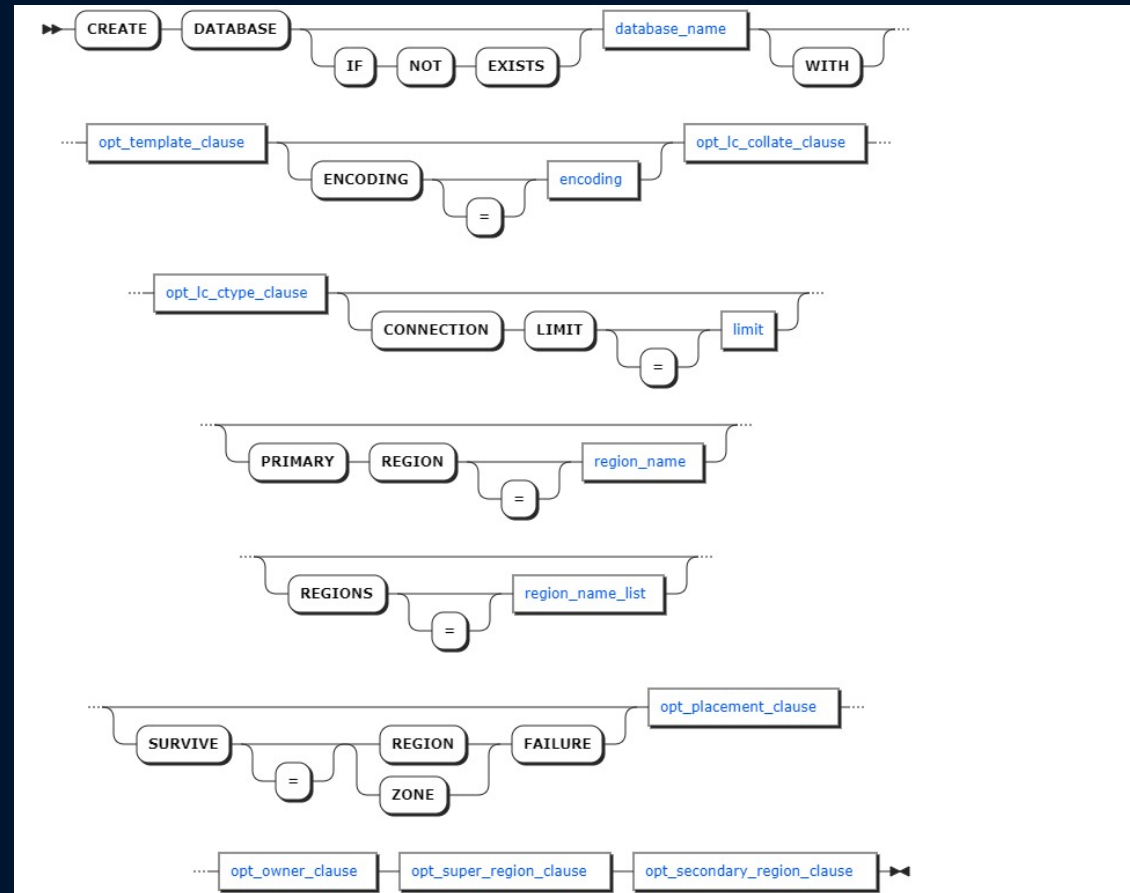 CREATE DATABASE database_name
IF NOT EXISTS WITH
opt_template_clause opt_lc_collate_clause
ENCODING encoding
=
opt_lc_ctype_clause
CONNECTION LIMIT limit
=
PRIMARY REGION region_name
=
REGIONS region_name_list
=
opt_placement_clause
SURVIVE REGION FAILURE
=
ZONE
opt_owner_clause opt_super_region_clause opt_secondary_region_clause